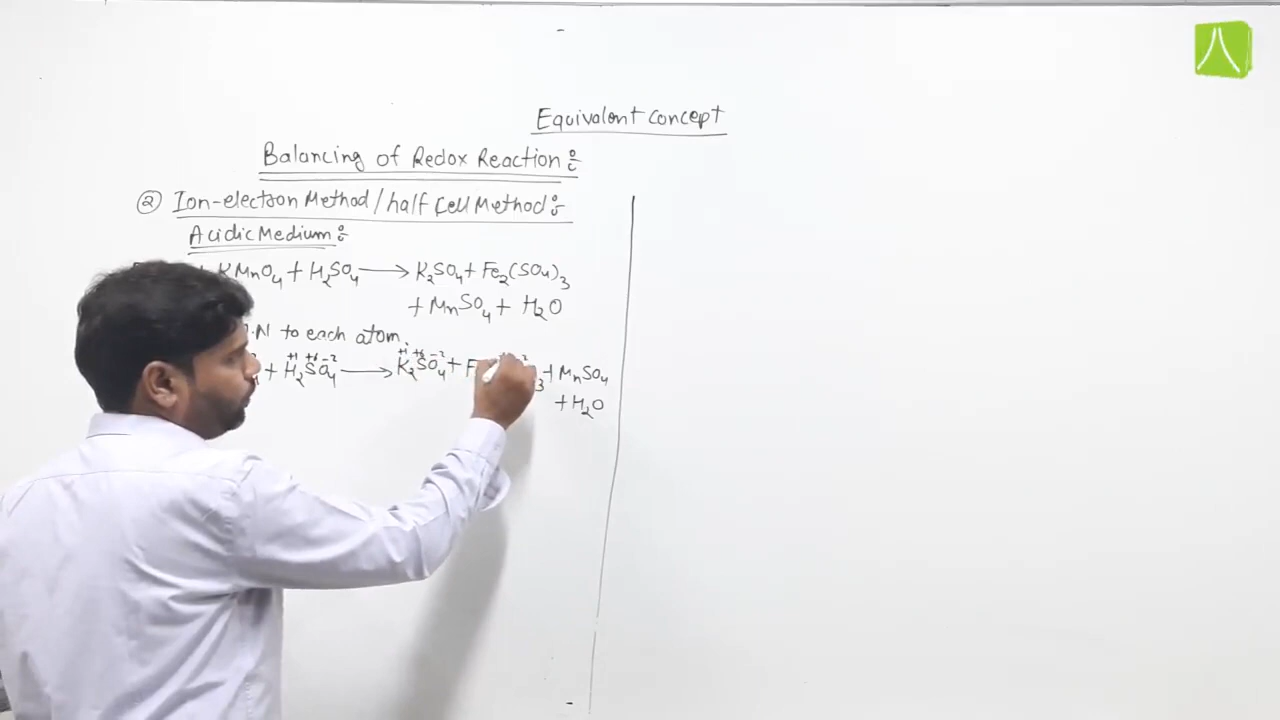 Equivalent Concept
Balancing of Redox Reaction :-
② Ion-electron Method / half Cell Method :-
Acidic Medium :-
+ KMnO₄ + H₂SO₄ ⟶ K₂SO₄ + Fe₂(SO₄)₃
+ MnSO₄ + H₂O
.N to each atom.
+1 +6 -2 +1 +6 -2
+ H₂SO₄ ⟶ K₂SO₄ + F + MnSO₄
+ H₂O